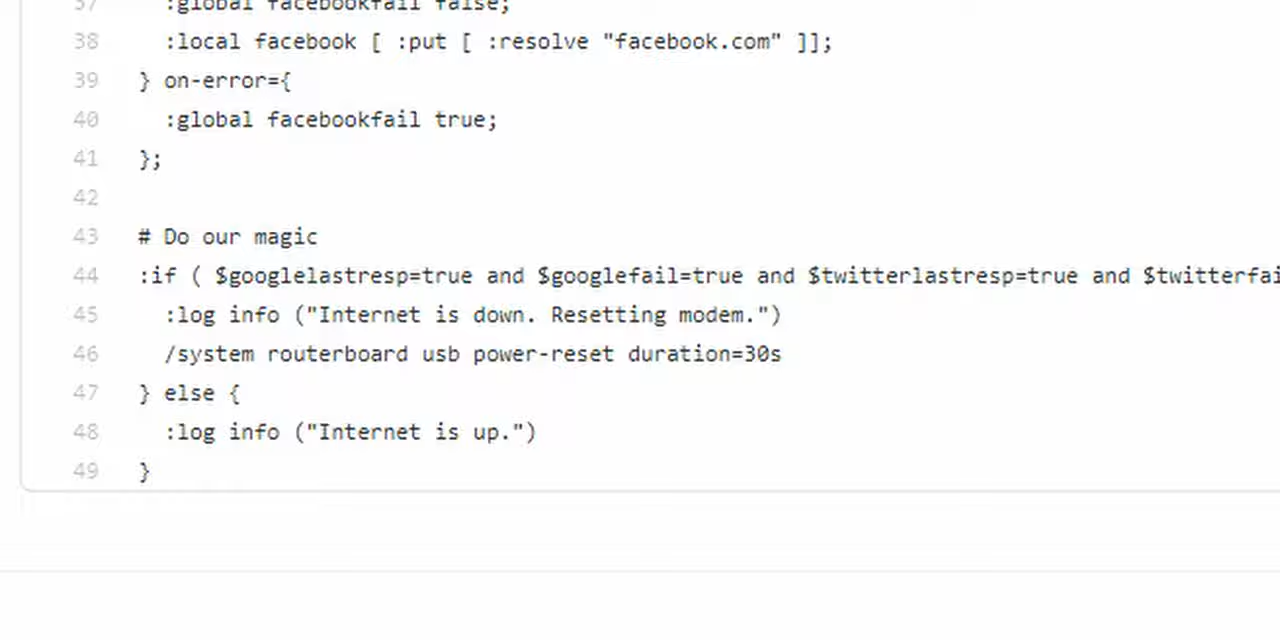 37 :global facebookfail false;
38 :local facebook [ :put [ :resolve "facebook.com" ]];
39 } on-error={
40 :global facebookfail true;
41 };
42
43 # Do our magic
44 :if ( $googlelastresp=true and $googlefail=true and $twitterlastresp=true and $twitterfai
45 :log info ("Internet is down. Resetting modem.")
46 /system routerboard usb power-reset duration=30s
47 } else {
48 :log info ("Internet is up.")
49 }